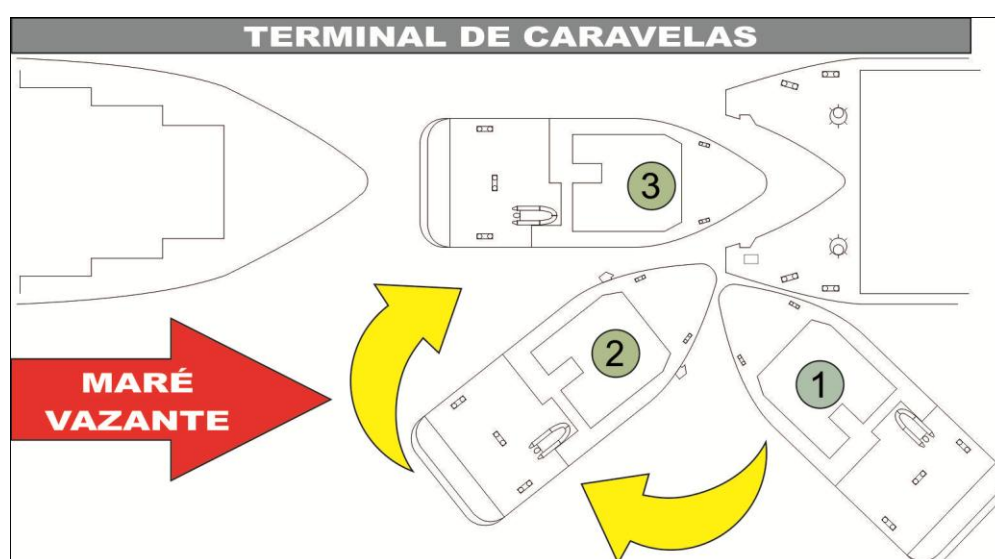 TERMINAL DE CARAVELAS
3
2
1
MARÉ
VAZANTE